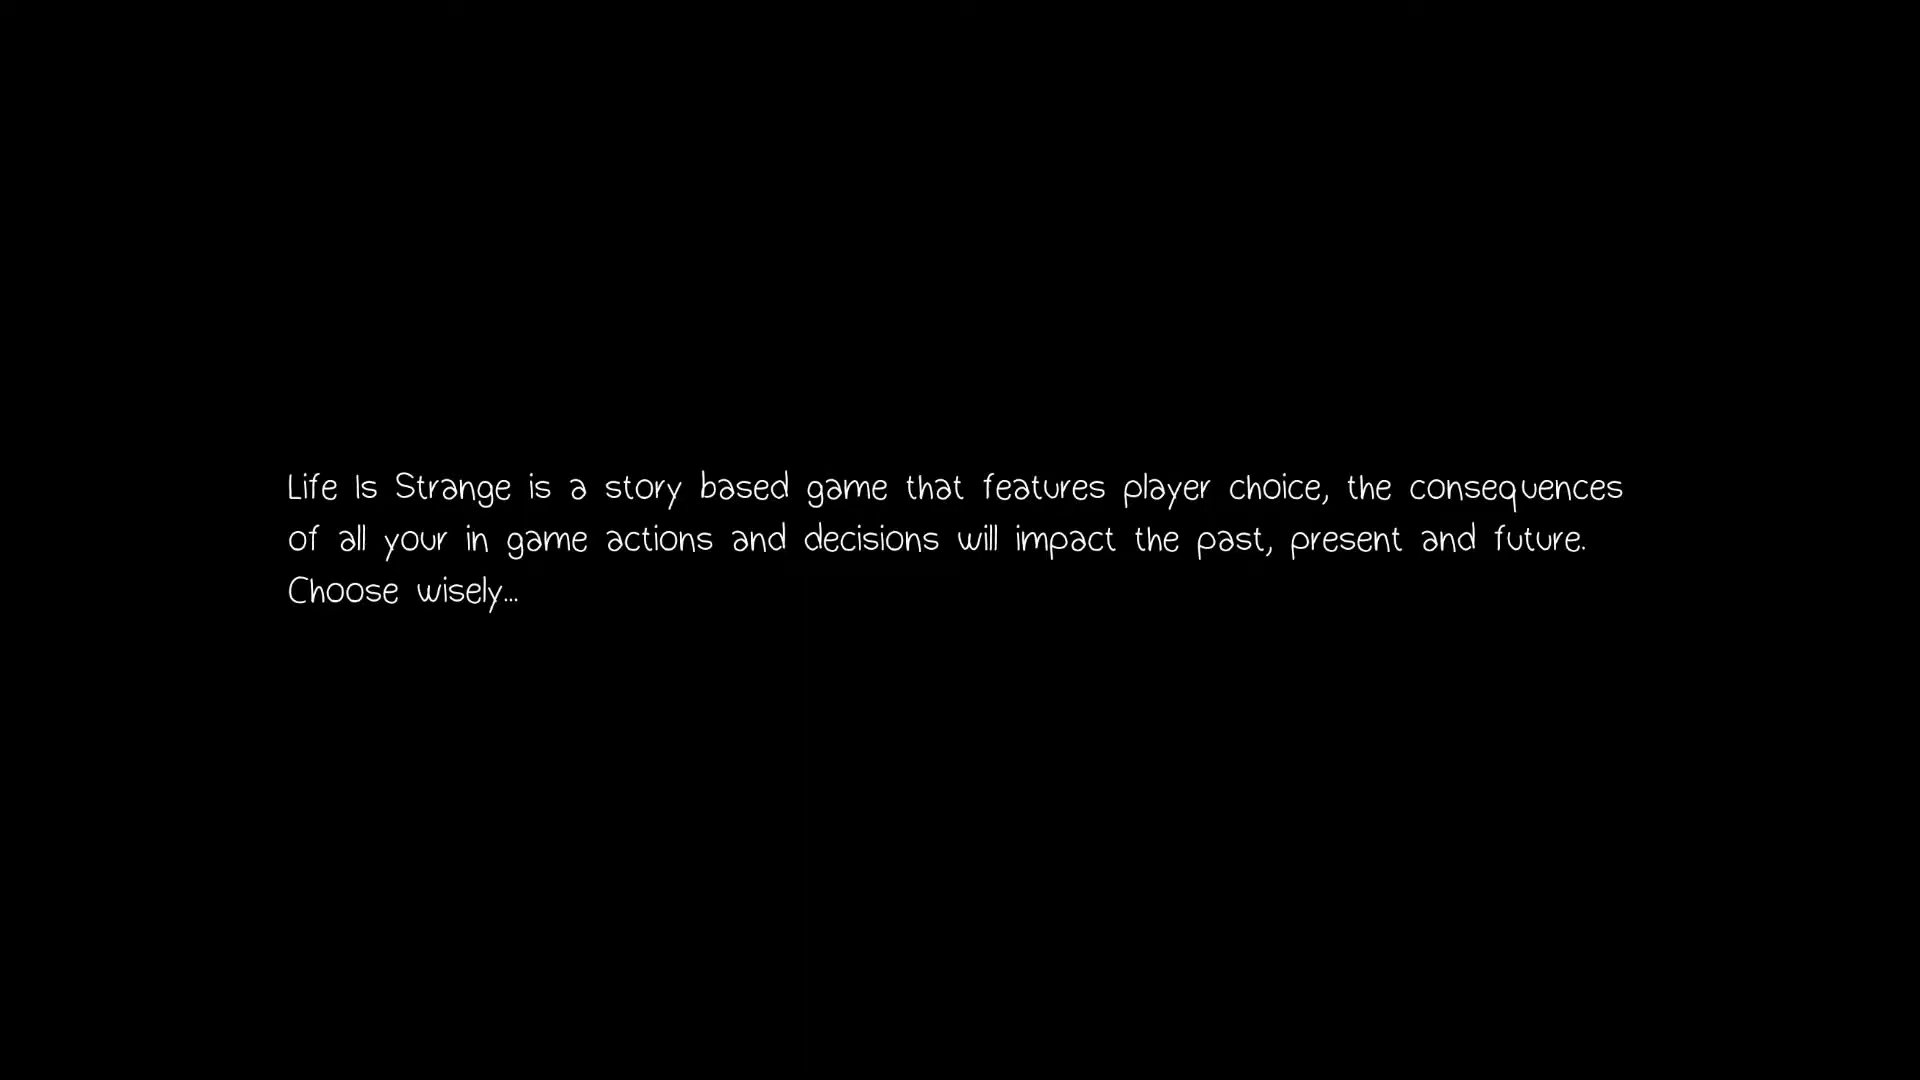 Life Is Strange is a story based game that features player choice, the consequences
of all your in game actions and decisions will impact the past, present and future.
Choose wisely...